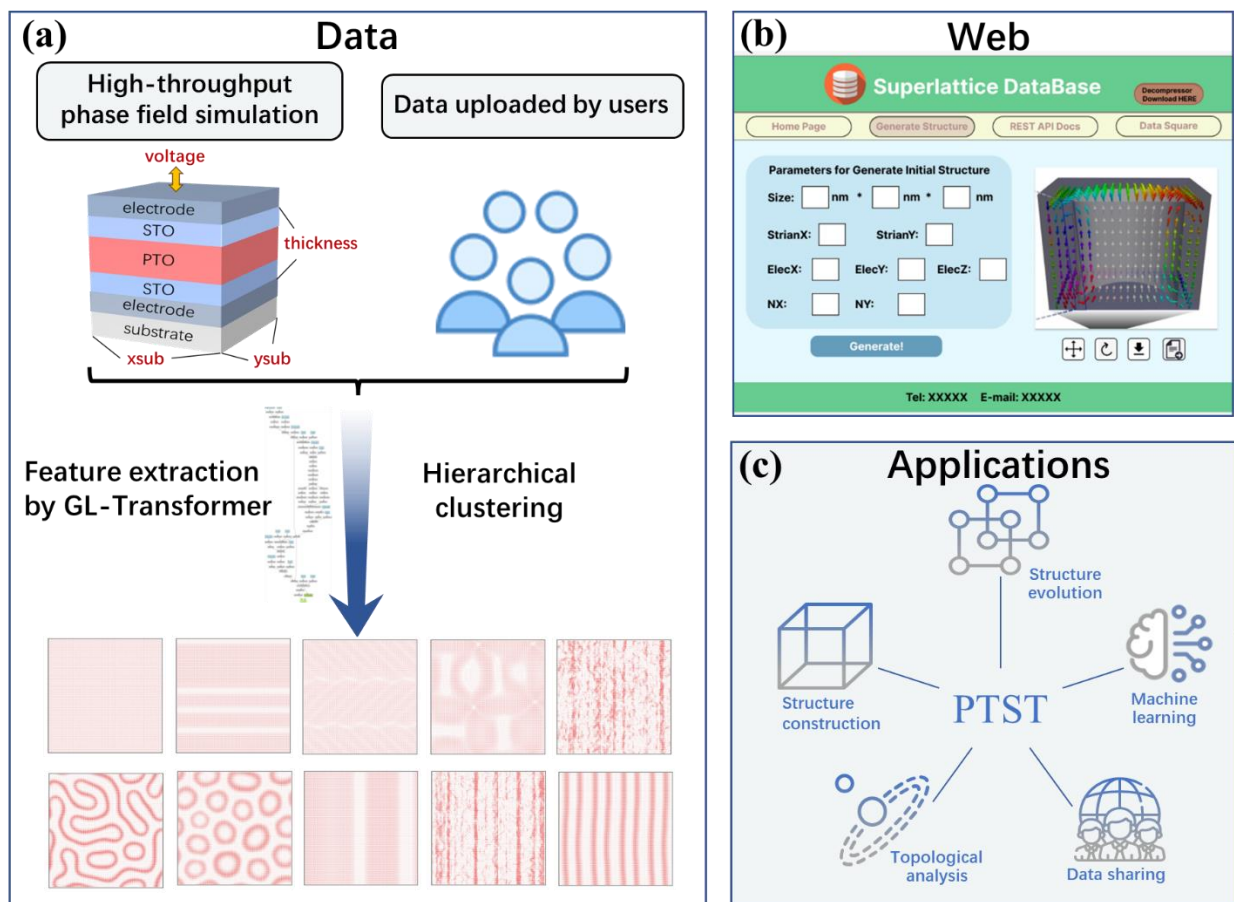 (a)
Data
High-throughput
phase field simulation
Data uploaded by users
voltage
electrode
STO
PTO
STO
electrode
substrate
thickness
xsub
ysub
Feature extraction
by GL-Transformer
Hierarchical
clustering
(b)
Web
Superlattice DataBase
Decompressor
Download HERE
Home Page
Generate Structure
REST API Docs
Data Square
Parameters for Generate Initial Structure
Size: nm * nm * nm
StrianX: StrianY:
ElecX: ElecY: ElecZ:
NX: NY:
Generate!
Tel: XXXXX E-mail: XXXXX
(c)
Applications
Structure
evolution
Structure
construction
PTST
Machine
learning
Topological
analysis
Data sharing